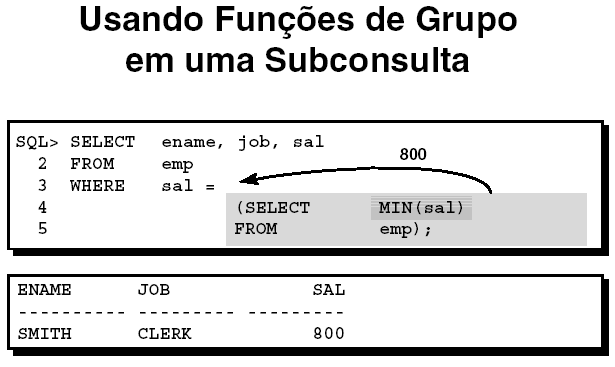 Usando Funções de Grupo
em uma Subconsulta
SQL> SELECT ename, job, sal
2 FROM emp
3 WHERE sal =
800
4 (SELECT MIN(sal)
5 FROM emp);
ENAME JOB SAL
---------- --------- ---------
SMITH CLERK 800